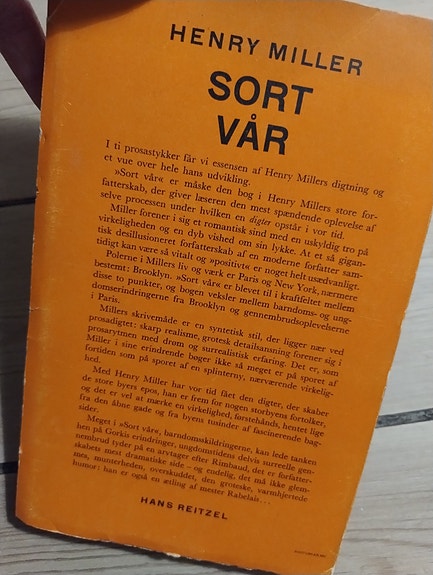 HENRY MILLER
SORT
VÅR
I ti prosastykker får vi essensen af Henry Millers digtning og
et vue over hele hans udvikling.
»Sort vår« er måske den bog i Henry Millers store for-
fatterskab, der giver læseren den mest spændende oplevelse af
selve processen under hvilken en digter opstår i vor tid.
Miller forener i sig et romantisk sind med en uskyldig tro på
virkeligheden og en dyb vished om sin lykke. At et så gigan-
tisk desillusioneret forfatterskab af en moderne forfatter sam-
tidigt kan være så vitalt og »positivt« er noget helt usædvanligt.
Polerne i Millers liv og værk er Paris og New York, nærmere
bestemt: Brooklyn. »Sort vår« er blevet til i kraftfeltet mellem
disse to punkter, og bogen veksler mellem barndoms- og ung-
domserindringerne fra Brooklyn og gennembrudsoplevelserne
i Paris.
Millers skrivemåde er en syntetisk stil, der ligger nær ved
prosadigtet: skarp realisme, grotesk detailsansning forener sig i
prosarytmen med drøm og surrealistisk erfaring. Det er, som
Miller i sine erindrende bøger ikke så meget er på sporet af
fortiden som på sporet af en splinterny, nærværende virkelig-
hed.
Med Henry Miller har vor tid fået den digter, der skaber
de store byers epos, han er frem for nogen storbyens fortolker,
og det er vel at mærke en virkelighed, førstehånds, hentet lige
fra den åbne gade og fra byens tusinder af fascinerende bag-
sider.
Meget i »Sort vår«, barndomsskildringerne, kan lede tanken
hen på Gorkis erindringer, ungdomstidens delvis surreelle gen-
nembrud tyder på en arvtager efter Rimbaud, det er forfatter-
skabets mest dramatiske side – og endelig, det må ikke glem-
mes, munterheden, overskuddet, den groteske, varmhjertede
humor: han er også en ætling af mester Rabelais...
HANS REITZEL